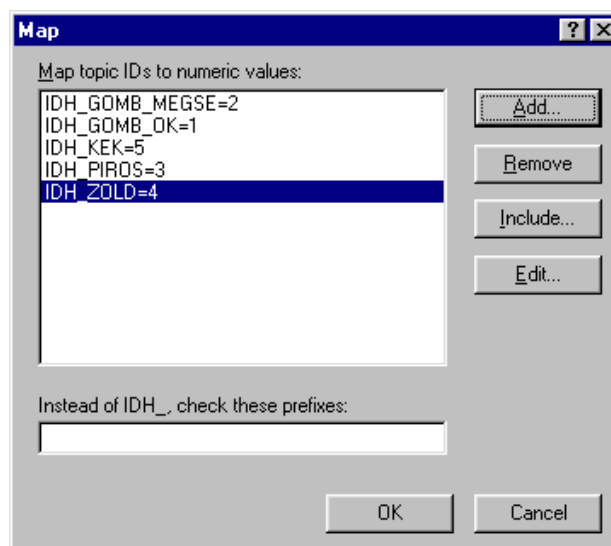 Map
Map topic IDs to numeric values:
IDH_GOMB_MEGSE=2
IDH_GOMB_OK=1
IDH_KEK=5
IDH_PIROS=3
IDH_ZOLD=4
Add...
Remove
Include...
Edit...
Instead of IDH_, check these prefixes:
OK
Cancel